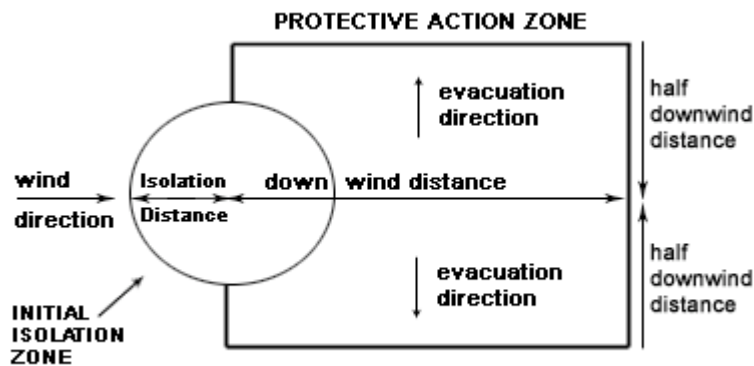 PROTECTIVE ACTION ZONE
evacuation
direction
half
downwind
distance
wind
direction
Isolation
Distance
down wind distance
evacuation
direction
half
downwind
distance
INITIAL
ISOLATION
ZONE